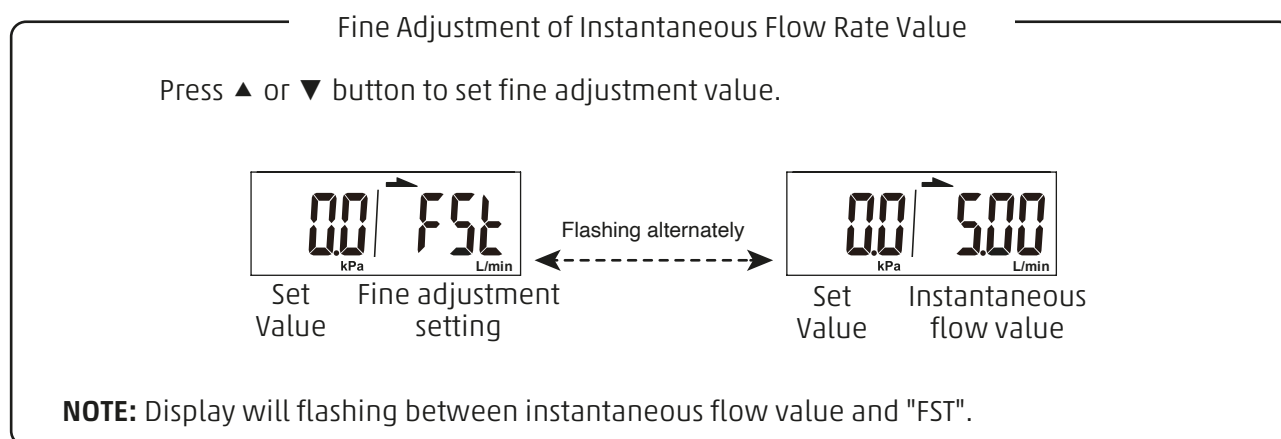 Fine Adjustment of Instantaneous Flow Rate Value
Press ▲ or ▼ button to set fine adjustment value.
0.0 FSt
kPa L/min
Flashing alternately
0.0 5.00
kPa L/min
Set Fine adjustment
Value setting
Set Instantaneous
Value flow value
NOTE: Display will flashing between instantaneous flow value and "FST".